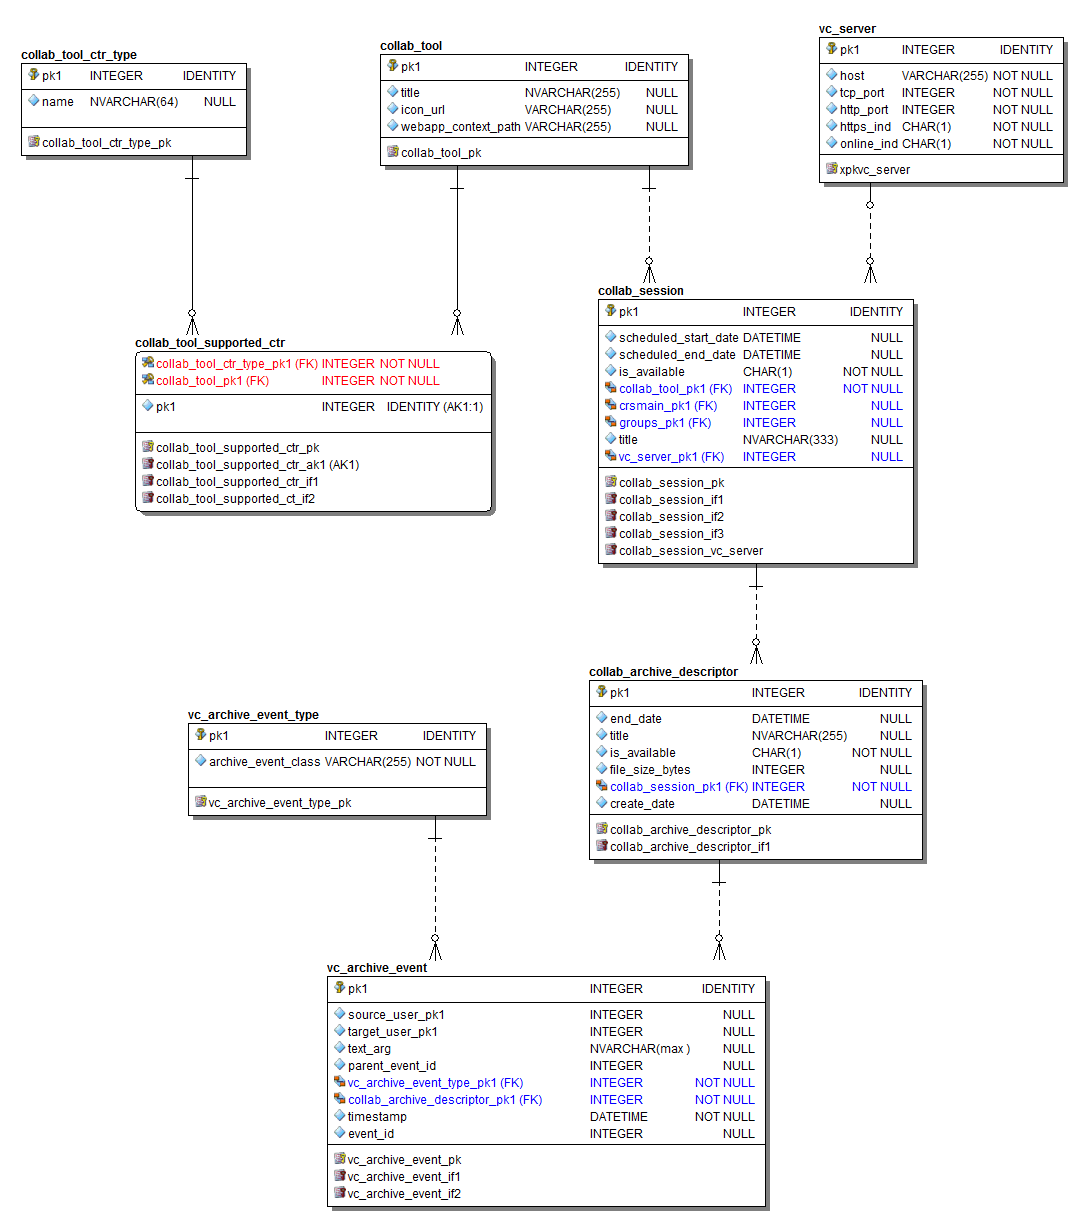 collab_tool_ctr_type
pk1 INTEGER IDENTITY
name NVARCHAR(64) NULL
collab_tool_ctr_type_pk
collab_tool
pk1 INTEGER IDENTITY
title NVARCHAR(255) NULL
icon_url VARCHAR(255) NULL
webapp_context_path VARCHAR(255) NULL
collab_tool_pk
vc_server
pk1 INTEGER IDENTITY
host VARCHAR(255) NOT NULL
tcp_port INTEGER NOT NULL
http_port INTEGER NOT NULL
https_ind CHAR(1) NOT NULL
online_ind CHAR(1) NOT NULL
xpkvc_server
collab_tool_supported_ctr
collab_tool_ctr_type_pk1 (FK) INTEGER NOT NULL
collab_tool_pk1 (FK) INTEGER NOT NULL
pk1 INTEGER IDENTITY (AK1:1)
collab_tool_supported_ctr_pk
collab_tool_supported_ctr_ak1 (AK1)
collab_tool_supported_ctr_if1
collab_tool_supported_ct_if2
collab_session
pk1 INTEGER IDENTITY
scheduled_start_date DATETIME NULL
scheduled_end_date DATETIME NULL
is_available CHAR(1) NOT NULL
collab_tool_pk1 (FK) INTEGER NOT NULL
crsmain_pk1 (FK) INTEGER NULL
groups_pk1 (FK) INTEGER NULL
title NVARCHAR(333) NULL
vc_server_pk1 (FK) INTEGER NULL
collab_session_pk
collab_session_if1
collab_session_if2
collab_session_if3
collab_session_vc_server
collab_archive_descriptor
pk1 INTEGER IDENTITY
end_date DATETIME NULL
title NVARCHAR(255) NULL
is_available CHAR(1) NOT NULL
file_size_bytes INTEGER NULL
collab_session_pk1 (FK) INTEGER NOT NULL
create_date DATETIME NULL
collab_archive_descriptor_pk
collab_archive_descriptor_if1
vc_archive_event_type
pk1 INTEGER IDENTITY
archive_event_class VARCHAR(255) NOT NULL
vc_archive_event_type_pk
vc_archive_event
pk1 INTEGER IDENTITY
source_user_pk1 INTEGER NULL
target_user_pk1 INTEGER NULL
text_arg NVARCHAR(max ) NULL
parent_event_id INTEGER NULL
vc_archive_event_type_pk1 (FK) INTEGER NOT NULL
collab_archive_descriptor_pk1 (FK) INTEGER NOT NULL
timestamp DATETIME NOT NULL
event_id INTEGER NULL
vc_archive_event_pk
vc_archive_event_if1
vc_archive_event_if2